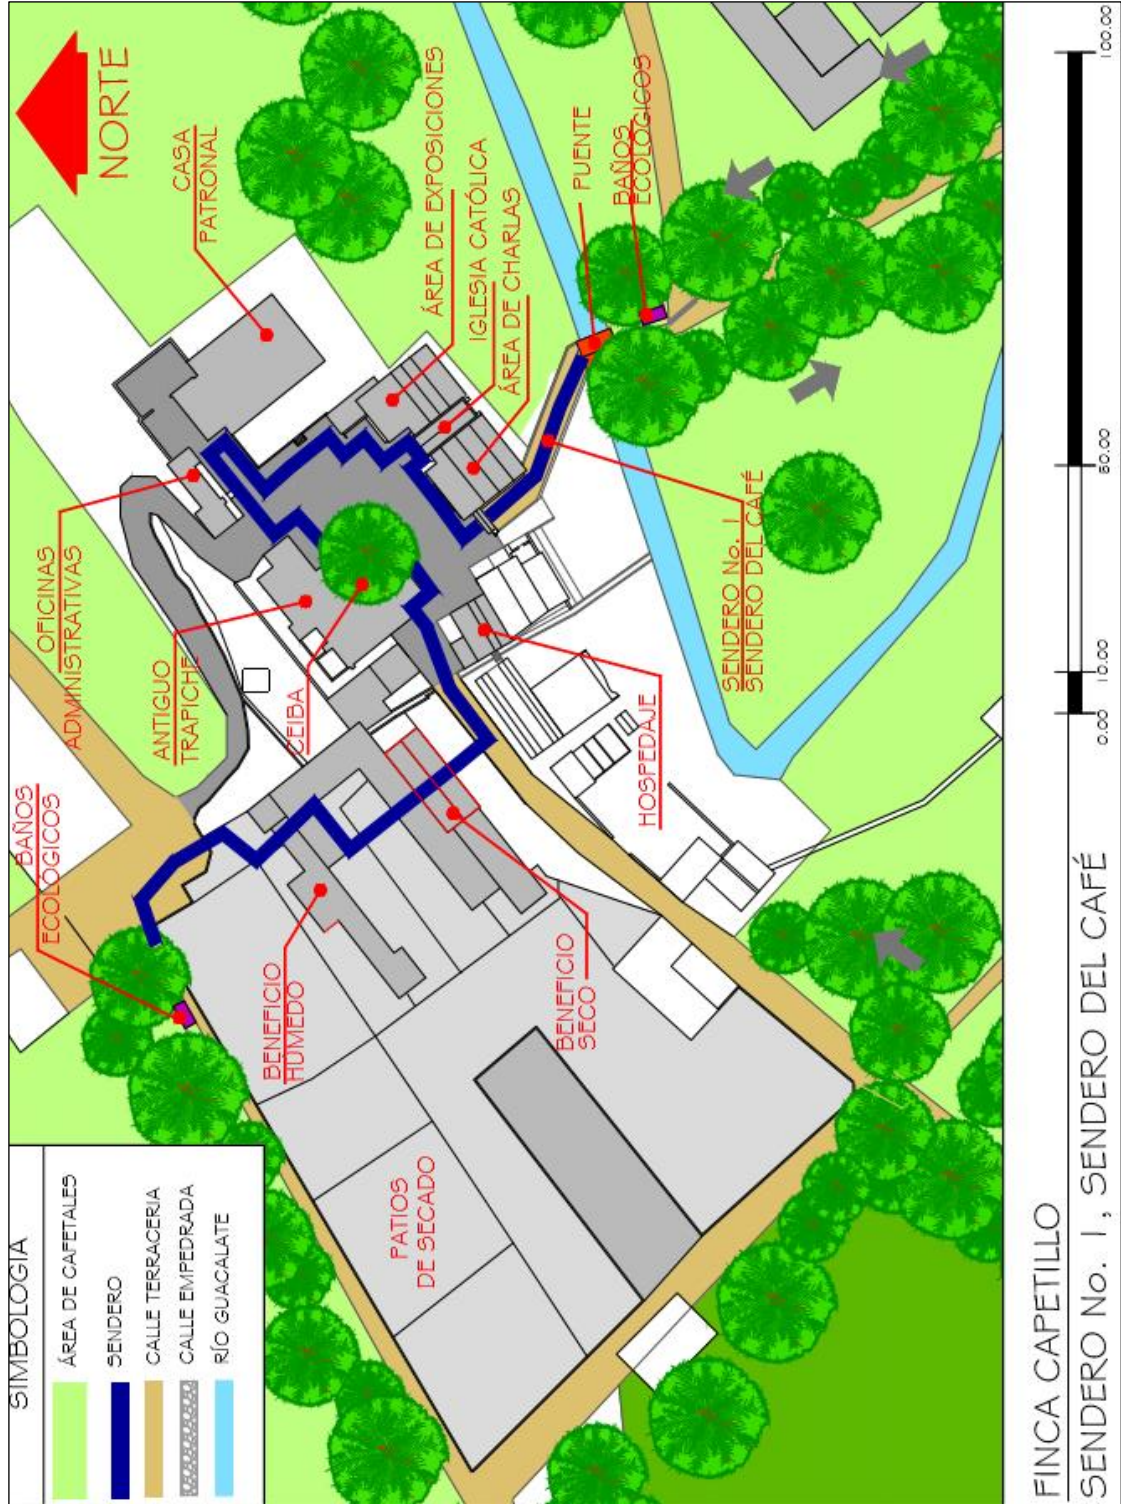 SIMBOLOGIA
ÁREA DE CAFETALES
SENDERO
CALLE TERRACERIA
CALLE EMPEDRADA
RÍO GUACALATE
BAÑOS
ECOLOGICOS
OFICINAS
ADMINISTRATIVAS
ANTIGUO
TRAPICHE
CASA
PATRONAL
NORTE
BENEFICIO
HUMEDO
CEIBA
ÁREA DE EXPOSICIONES
IGLESIA CATÓLICA
ÁREA DE CHARLAS
PATIOS
DE SECADO
BENEFICIO
SECO
HOSPEDAJE
SENDERO No. 1
SENDERO DEL CAFÉ
PUENTE
BAÑOS
ECOLOGICOS
FINCA CAPETILLO
SENDERO No. 1, SENDERO DEL CAFÉ
0.00
10.00
50.00
100.00